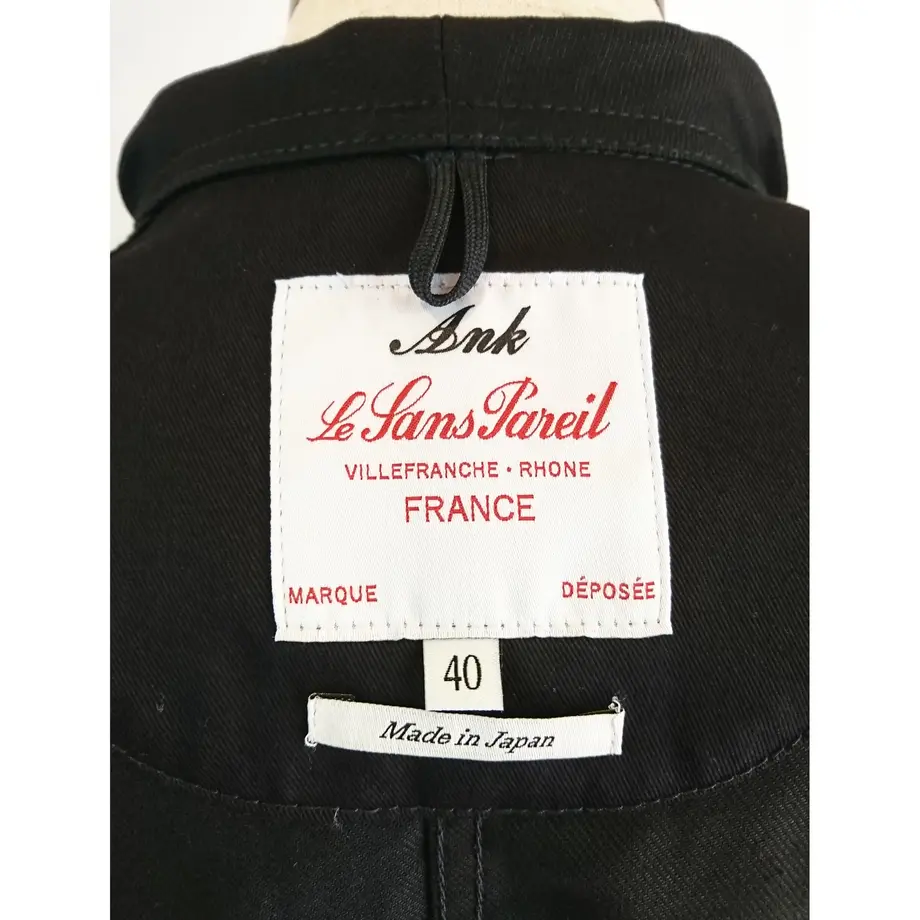 Ank
Le Sans Pareil
VILLEFRANCHE · RHONE
FRANCE
MARQUE DÉPOSÉE
40
Made in Japan